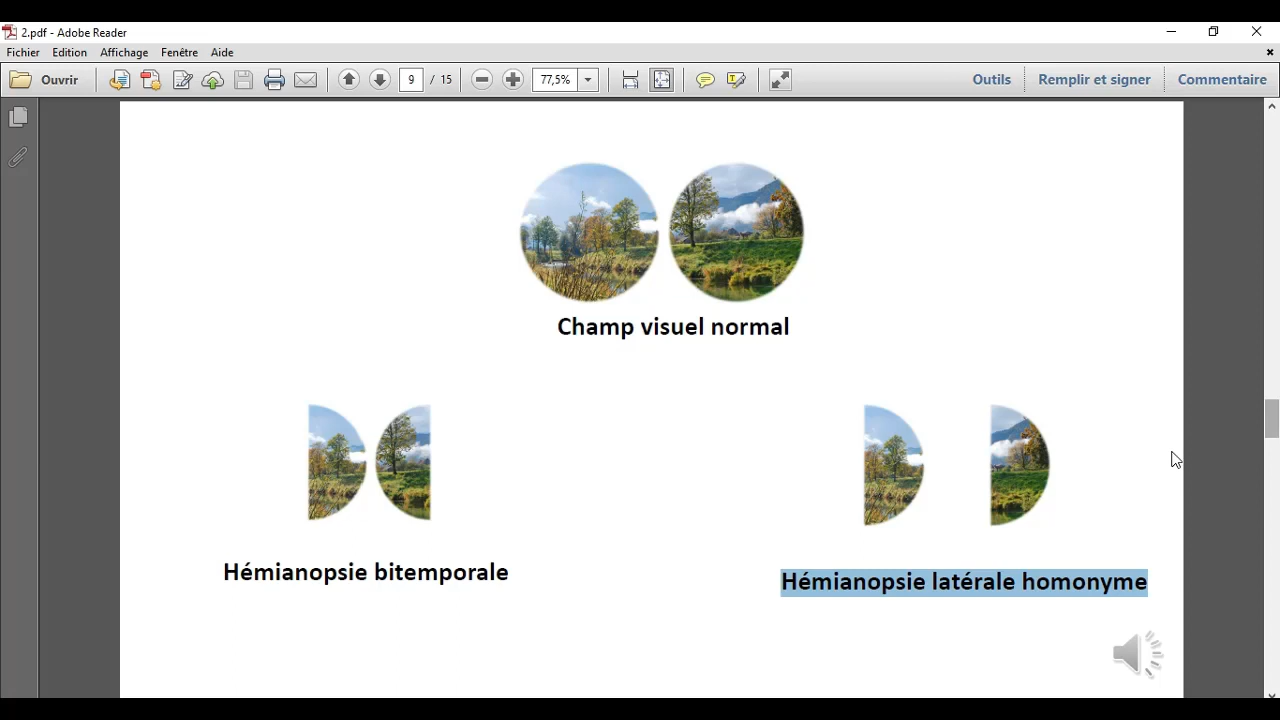 2.pdf - Adobe Reader
Fichier Edition Affichage Fenêtre Aide
Ouvrir 9 / 15 77,5% Outils Remplir et signer Commentaire
Champ visuel normal
Hémianopsie bitemporale
Hémianopsie latérale homonyme